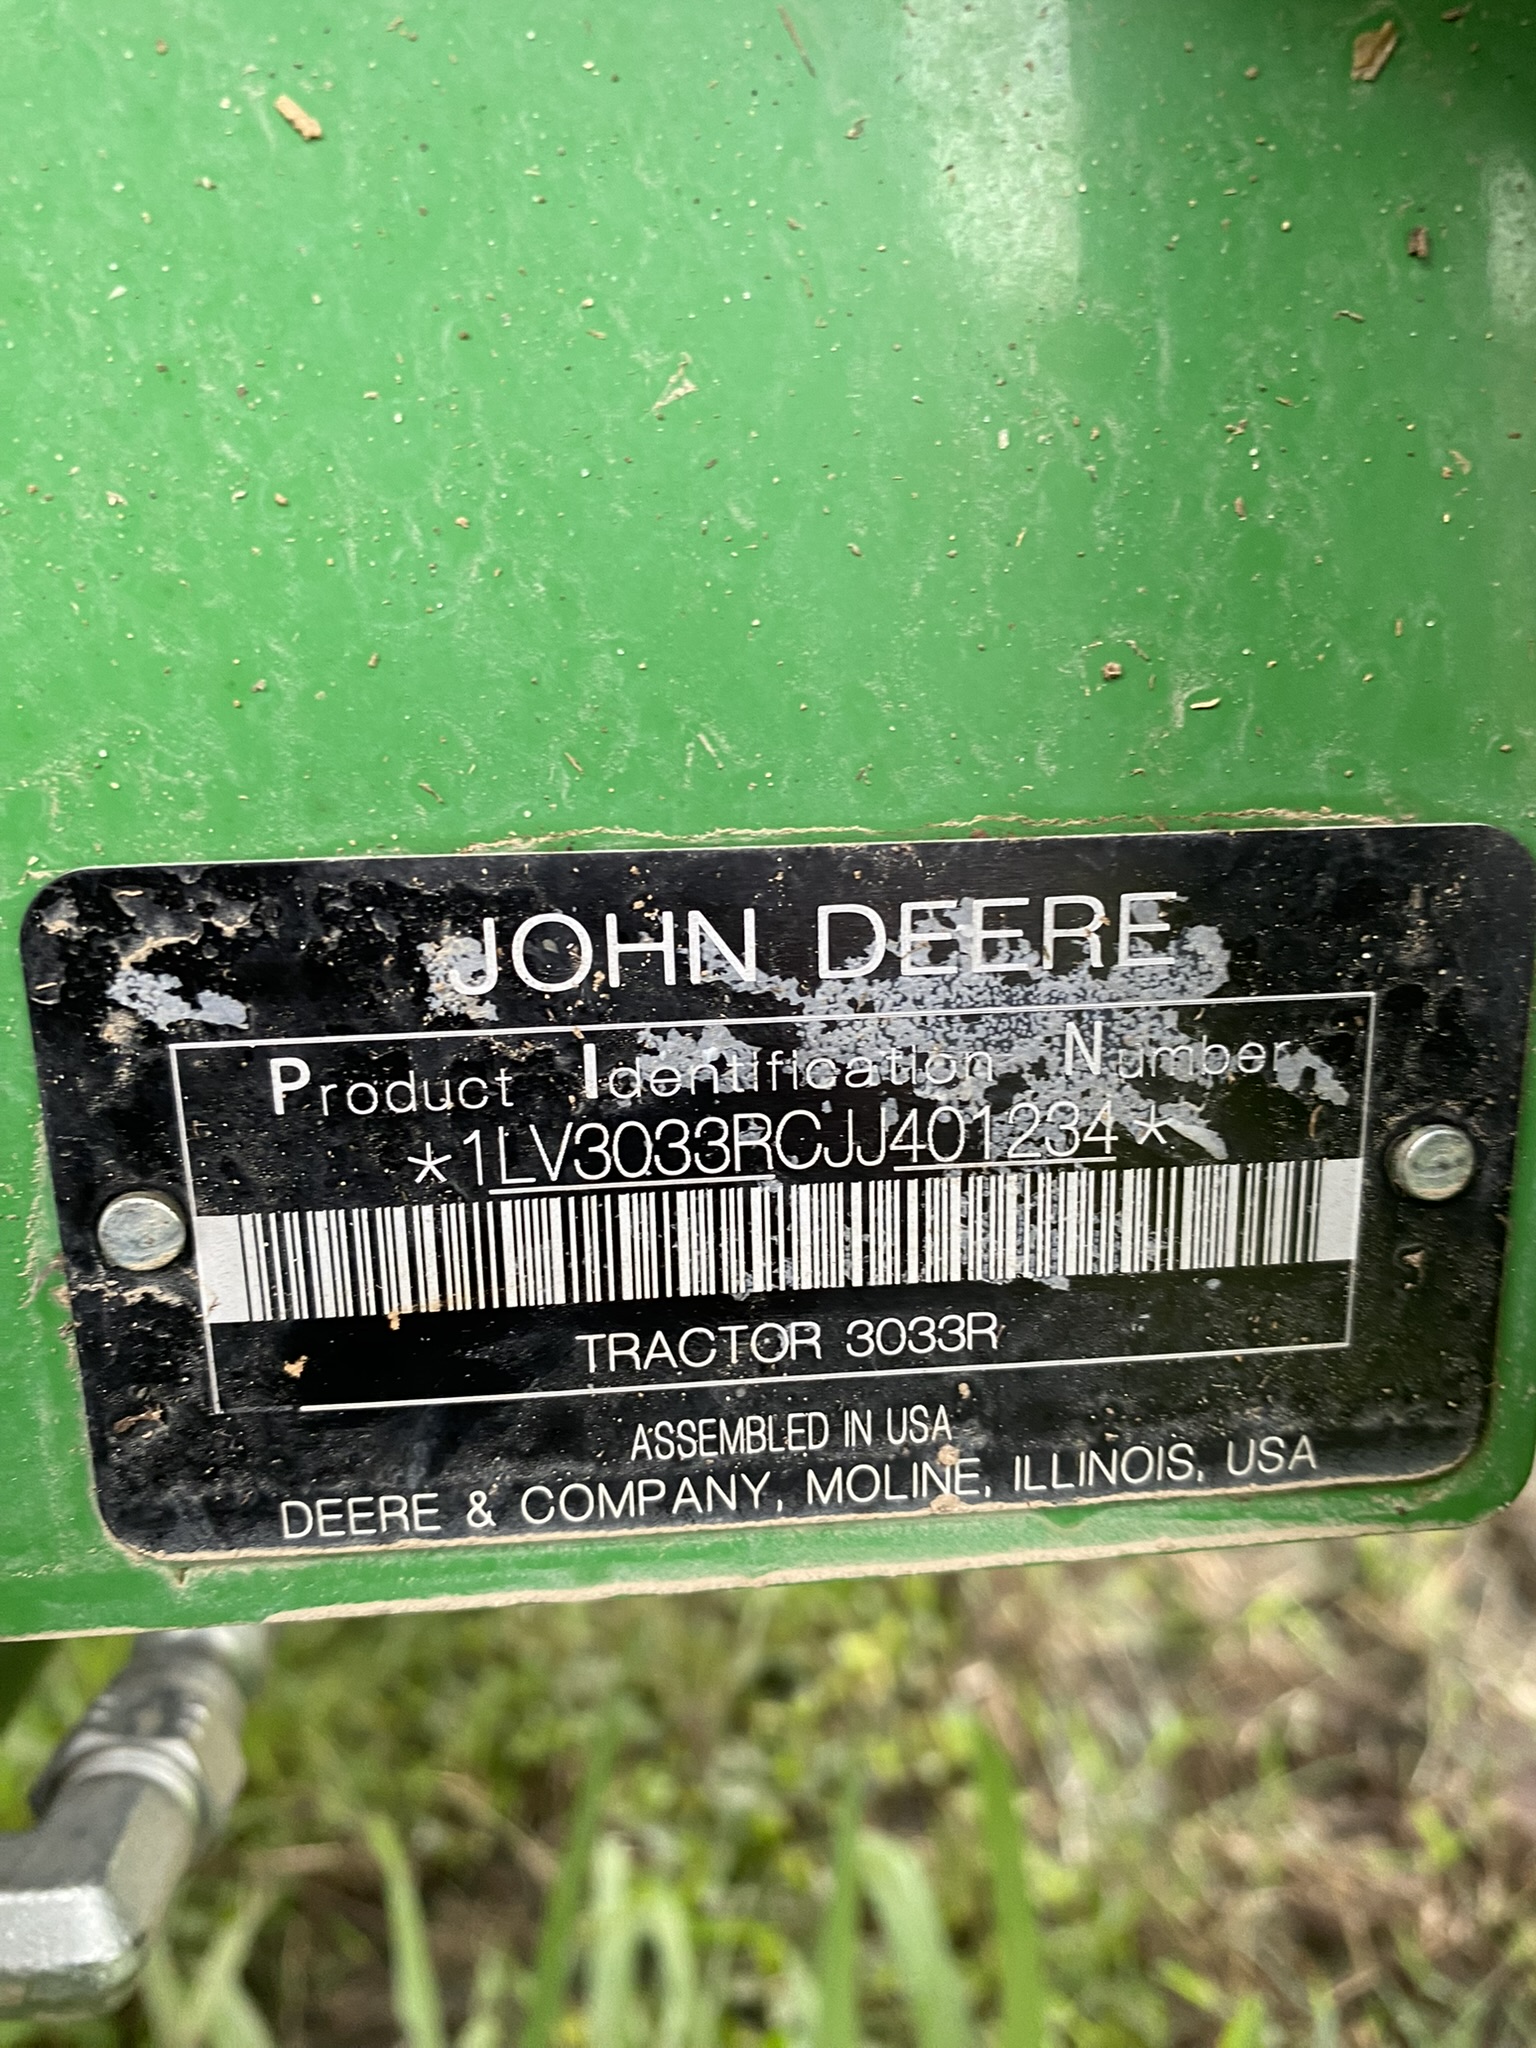 JOHN DEERE
Product Identification Number
*1LV3033RCJJ401234*
TRACTOR 3033R
ASSEMBLED IN USA
DEERE & COMPANY, MOLINE, ILLINOIS, USA